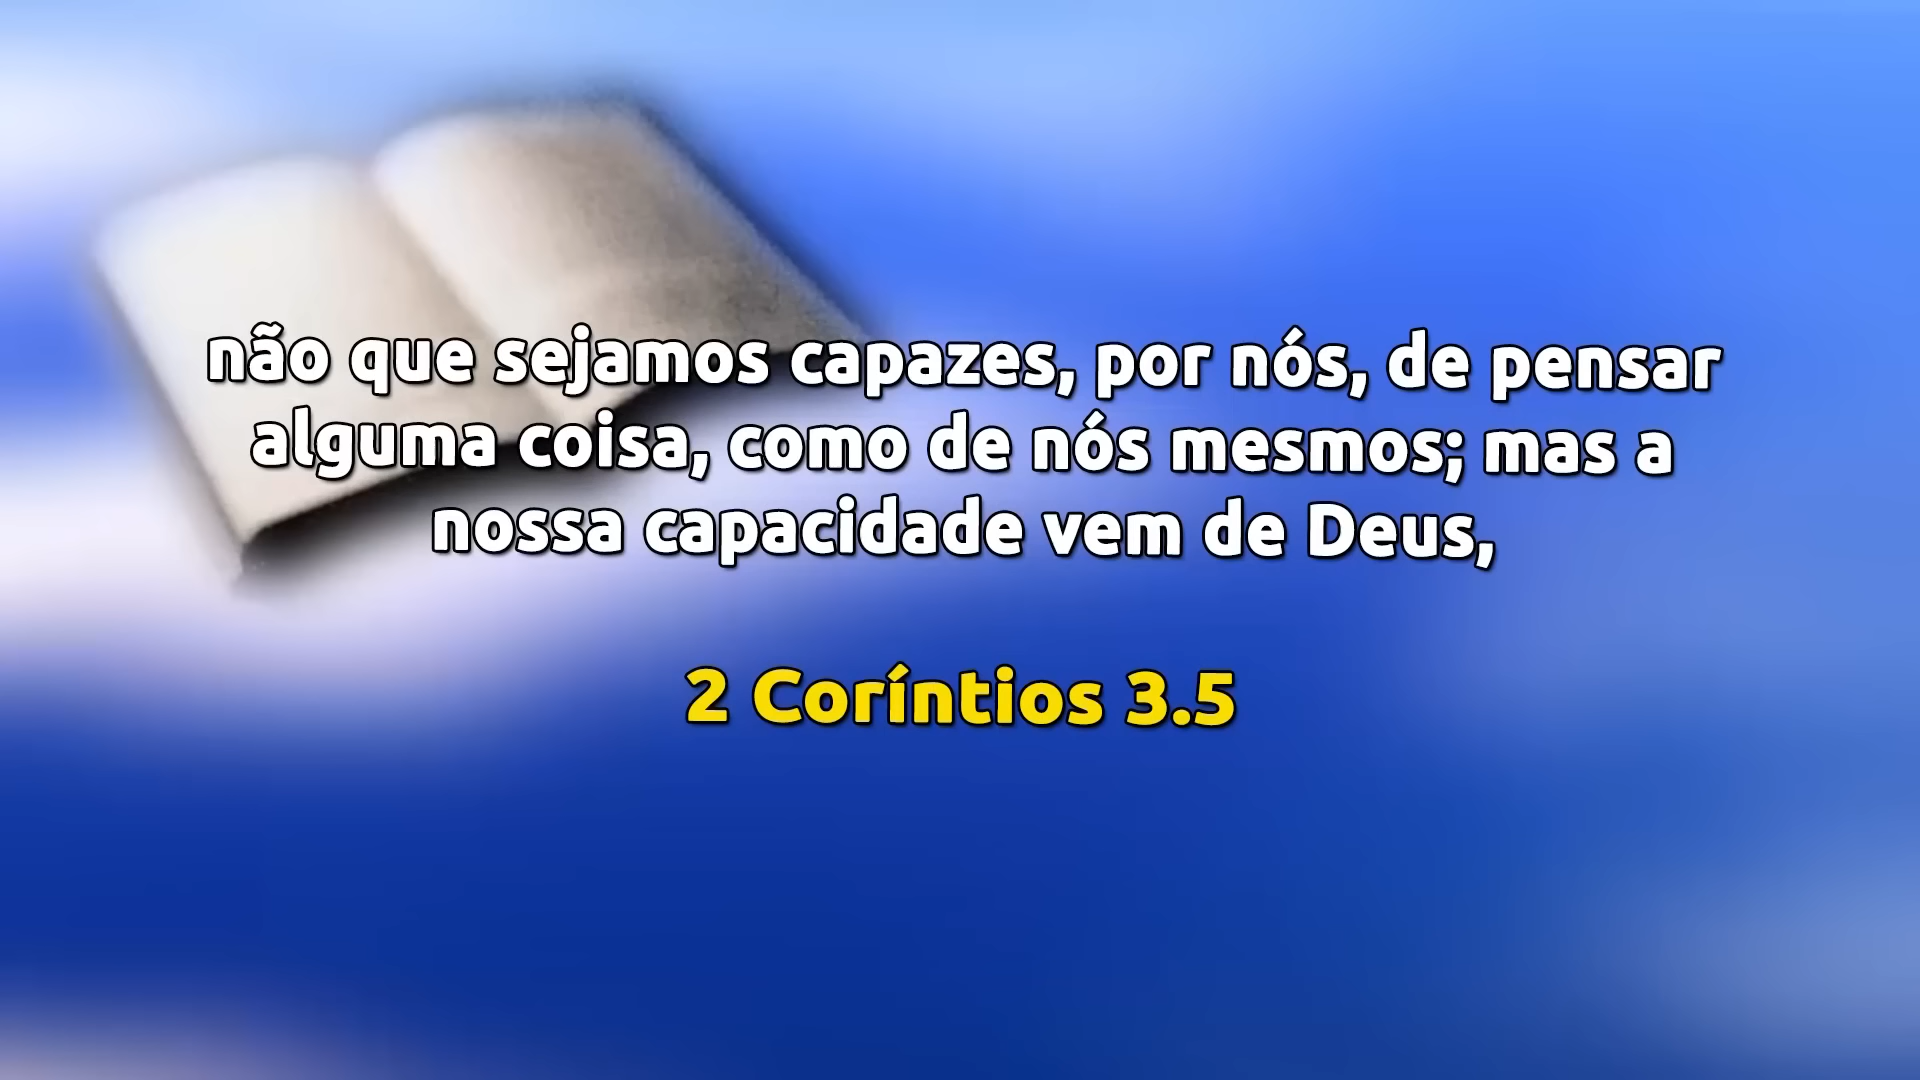 não que sejamos capazes, por nós, de pensar
alguma coisa, como de nós mesmos; mas a
nossa capacidade vem de Deus,
2 Coríntios 3.5